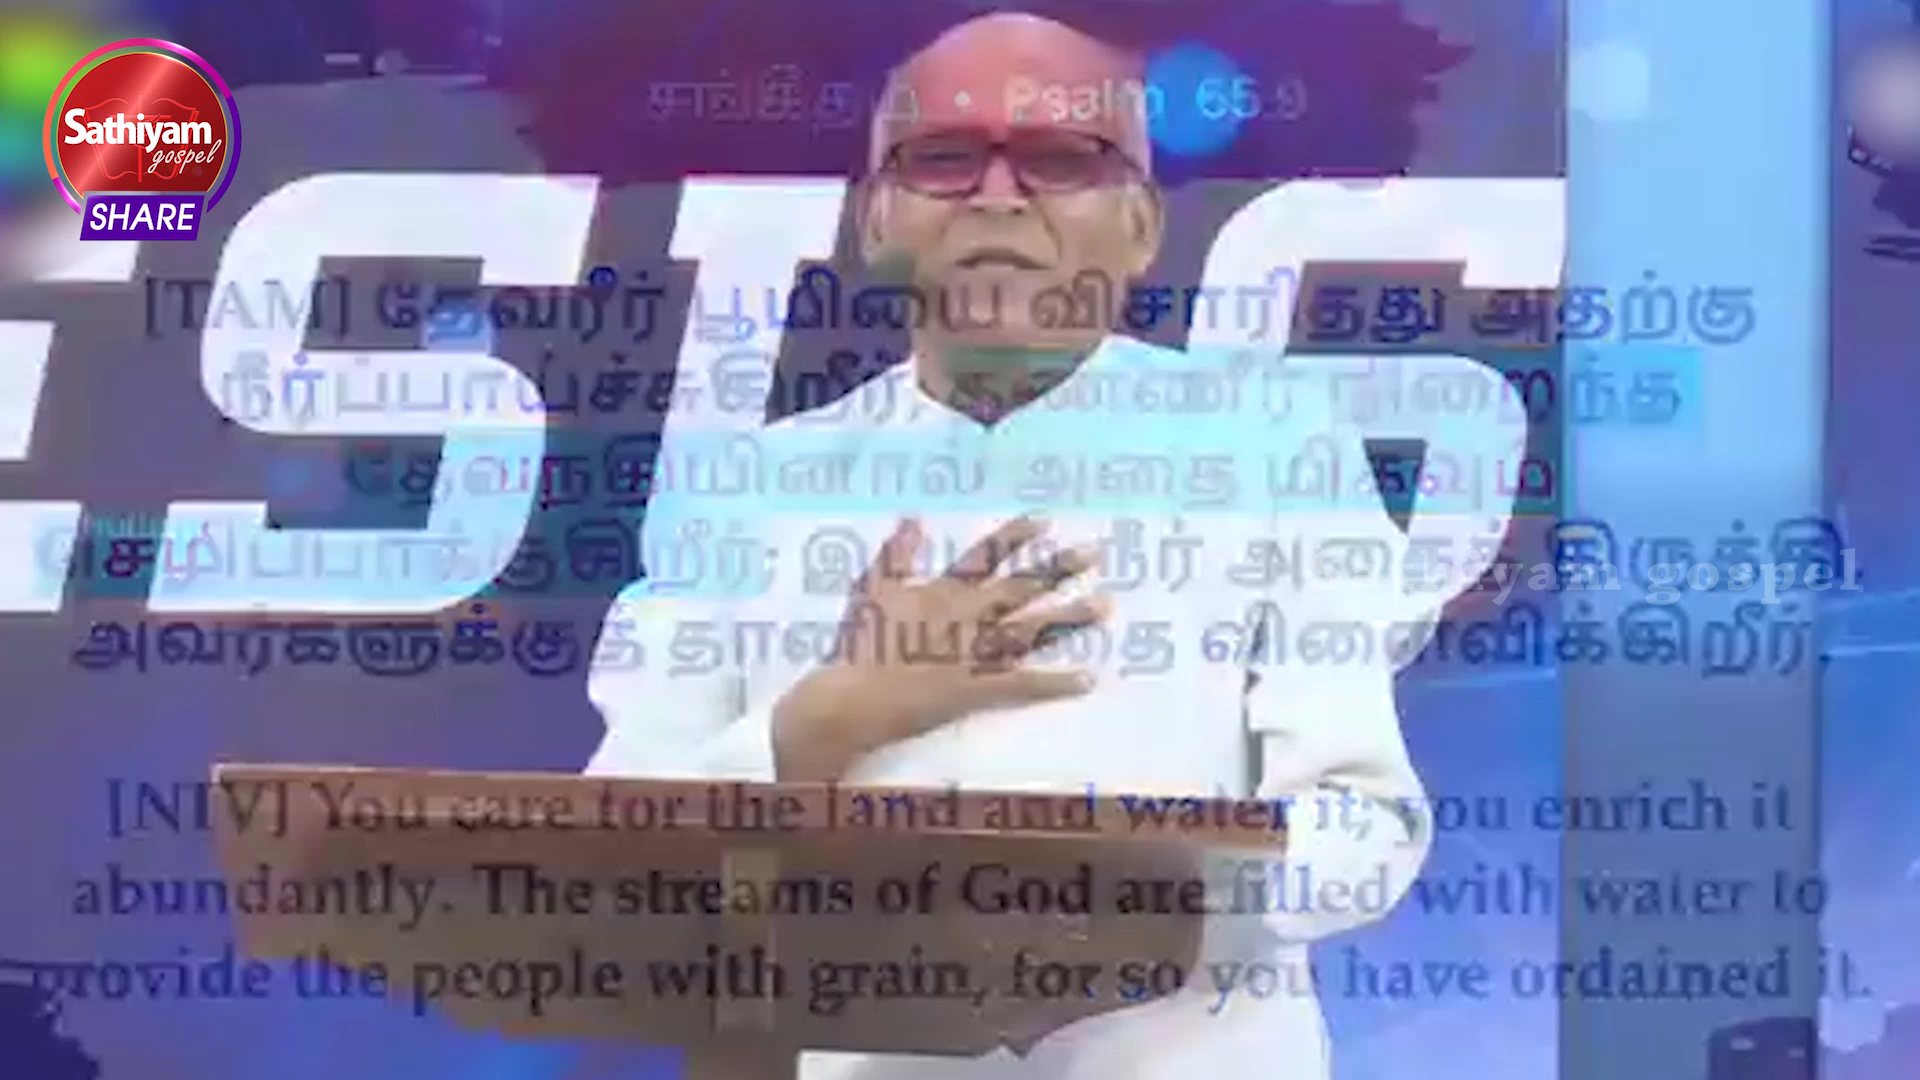 Sathiyam
gospel
SHARE
சங்கீதம் • Psalm 65:9
ESUS
[TAM] தேவரீர் பூமியை விசாரித்து அதற்கு
நீர்ப்பாய்ச்சுகிறீர்; தண்ணீர் நிறைந்த
தேவநதியினால் அதை மிகவும்
செழிப்பாக்குகிறீர்; இப்படி நீர் அதைத் திருத்தி,
அவர்களுக்குத் தானியத்தை விளைவிக்கிறீர்.
gospel
[NIV] You care for the land and water it; you enrich it
abundantly. The streams of God are filled with water to
provide the people with grain, for so you have ordained it.